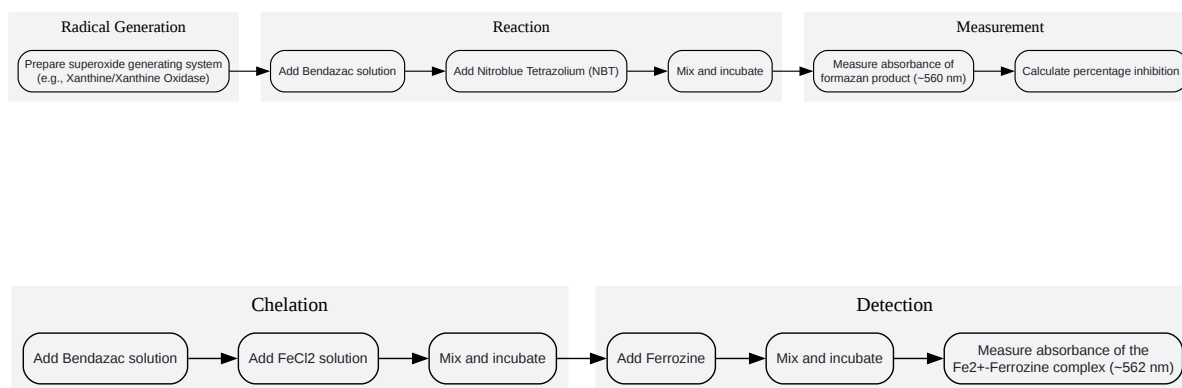 Radical Generation
Reaction
Measurement
Prepare superoxide generating system
(e.g., Xanthine/Xanthine Oxidase)
Add Bendazac solution
Add Nitroblue Tetrazolium (NBT)
Mix and incubate
Measure absorbance of
formazan product (~560 nm)
Calculate percentage inhibition
Chelation
Detection
Add Bendazac solution
Add FeCl2 solution
Mix and incubate
Add Ferrozine
Mix and incubate
Measure absorbance of the
Fe2+-Ferrozine complex (~562 nm)